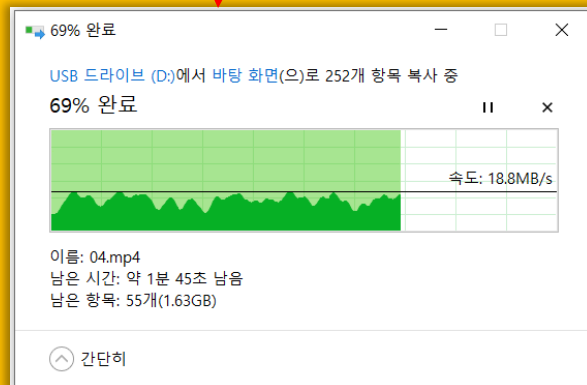 69% 완료
USB 드라이브 (D:)에서 바탕 화면(으)로 252개 항목 복사 중
69% 완료
속도: 18.8MB/s
이름: 04.mp4
남은 시간: 약 1분 45초 남음
남은 항목: 55개(1.63GB)
간단히